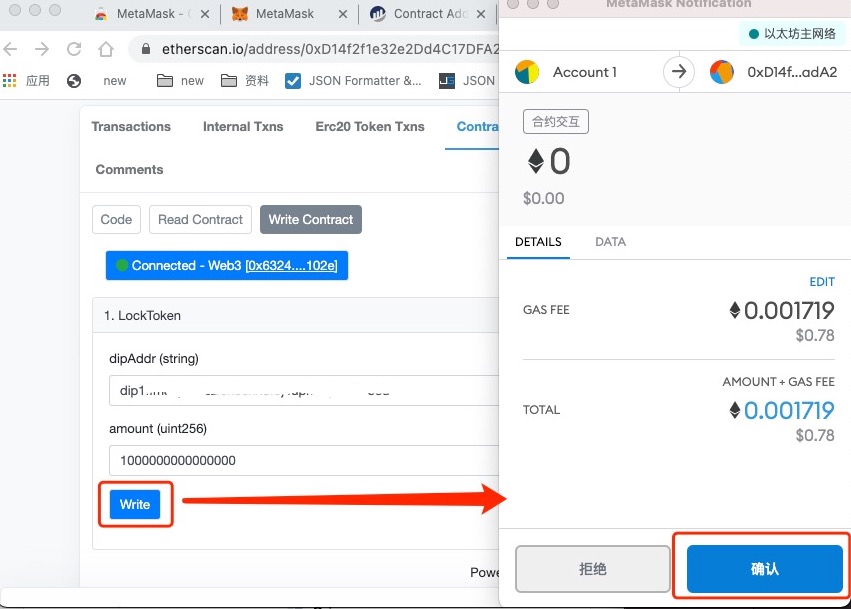 MetaMask - 
MetaMask
Contract Add
etherscan.io/address/0xD14f2f1e32e2Dd4C17DFA2
应用
new
new
资料
JSON Formatter &...
JSON
Transactions
Internal Txns
Erc20 Token Txns
Contra
Comments
Code
Read Contract
Write Contract
Connected - Web3 [0x6324....102e]
1. LockToken
dipAddr (string)
dip1
amount (uint256)
1000000000000000
Write
Powe
MetaMask Notification
以太坊主网络
Account 1
0xD14f...adA2
合约交互
0
$0.00
DETAILS
DATA
EDIT
GAS FEE
0.001719
$0.78
AMOUNT + GAS FEE
TOTAL
0.001719
$0.78
拒绝
确认